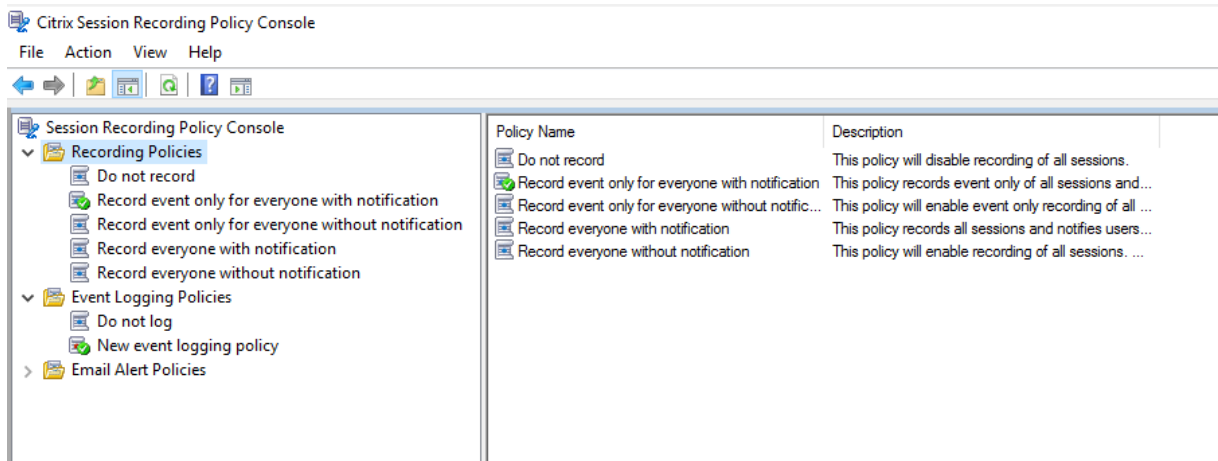 Citrix Session Recording Policy Console
File Action View Help
Session Recording Policy Console
Recording Policies
Do not record
Record event only for everyone with notification
Record event only for everyone without notification
Record everyone with notification
Record everyone without notification
Event Logging Policies
Do not log
New event logging policy
Email Alert Policies
Policy Name Description
Do not record This policy will disable recording of all sessions.
Record event only for everyone with notification This policy records event only of all sessions and...
Record event only for everyone without notific... This policy will enable event only recording of all ...
Record everyone with notification This policy records all sessions and notifies users...
Record everyone without notification This policy will enable recording of all sessions. ...